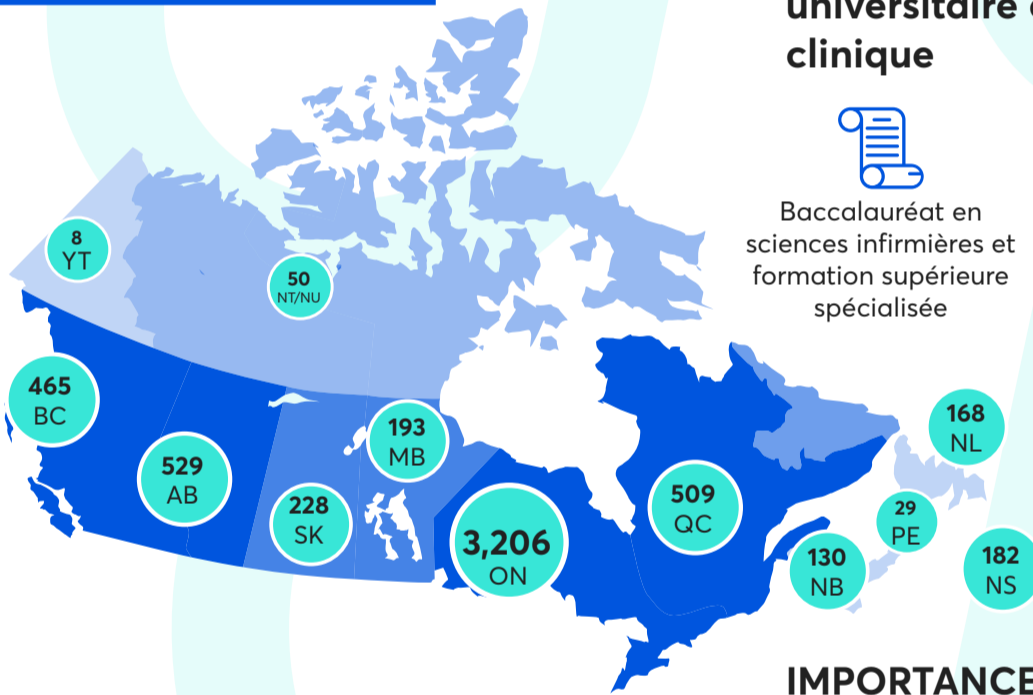 universitaire
clinique
Baccalauréat en
sciences infirmières et
formation supérieure
spécialisée
8
YT
50
NT/NU
465
BC
529
AB
228
SK
193
MB
3,206
ON
509
QC
168
NL
29
PE
130
NB
182
NS
IMPORTANCE